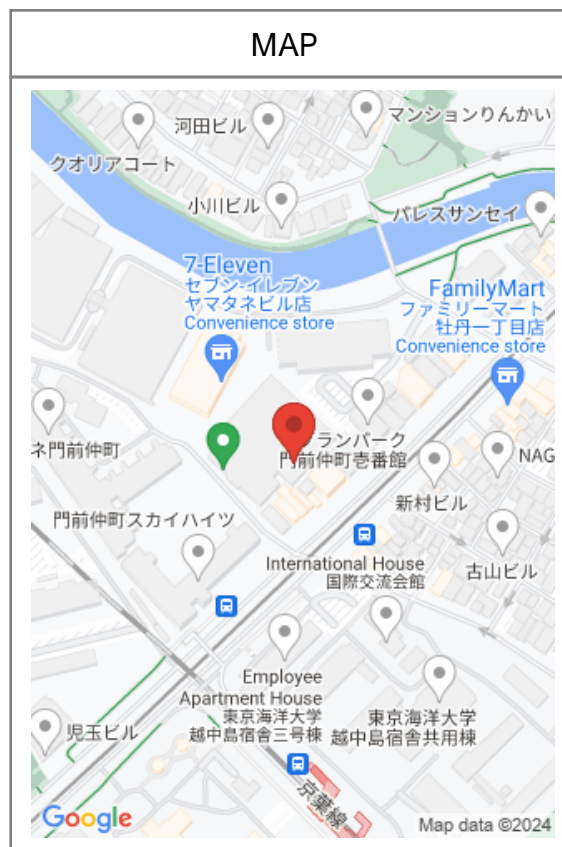 MAP
マンションりんかい
河田ビル
クオリアコート
小川ビル
パレスサンセイ
7-Eleven
セブン-イレブン
ヤマタネビル店
Convenience store
FamilyMart
ファミリーマート
牡丹一丁目店
Convenience store
ネ門前仲町
グランパーク
門前仲町壱番館
NAG
新村ビル
門前仲町スカイハイツ
International House
国際交流会館
古山ビル
Employee
Apartment House
東京海洋大学
越中島宿舎三号棟
東京海洋大学
越中島宿舎共用棟
児玉ビル
京葉線
Google
Map data ©2024